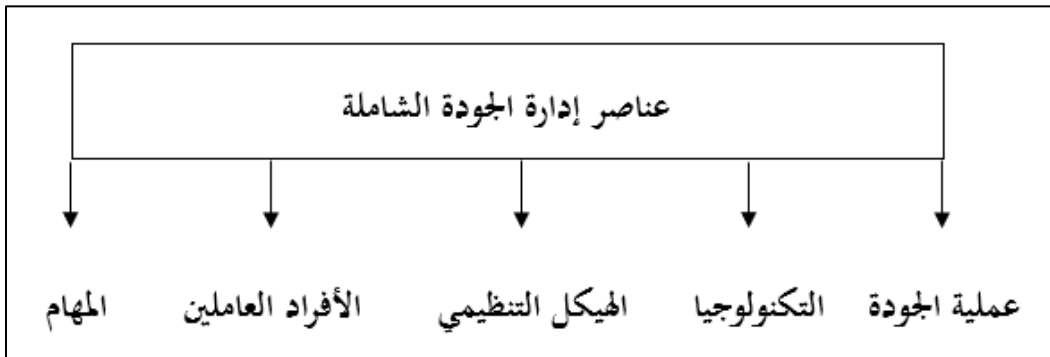 عناصر إدارة الجودة الشاملة
عملية الجودة التكنولوجيا الهيكل التنظيمي الأفراد العاملين المهام